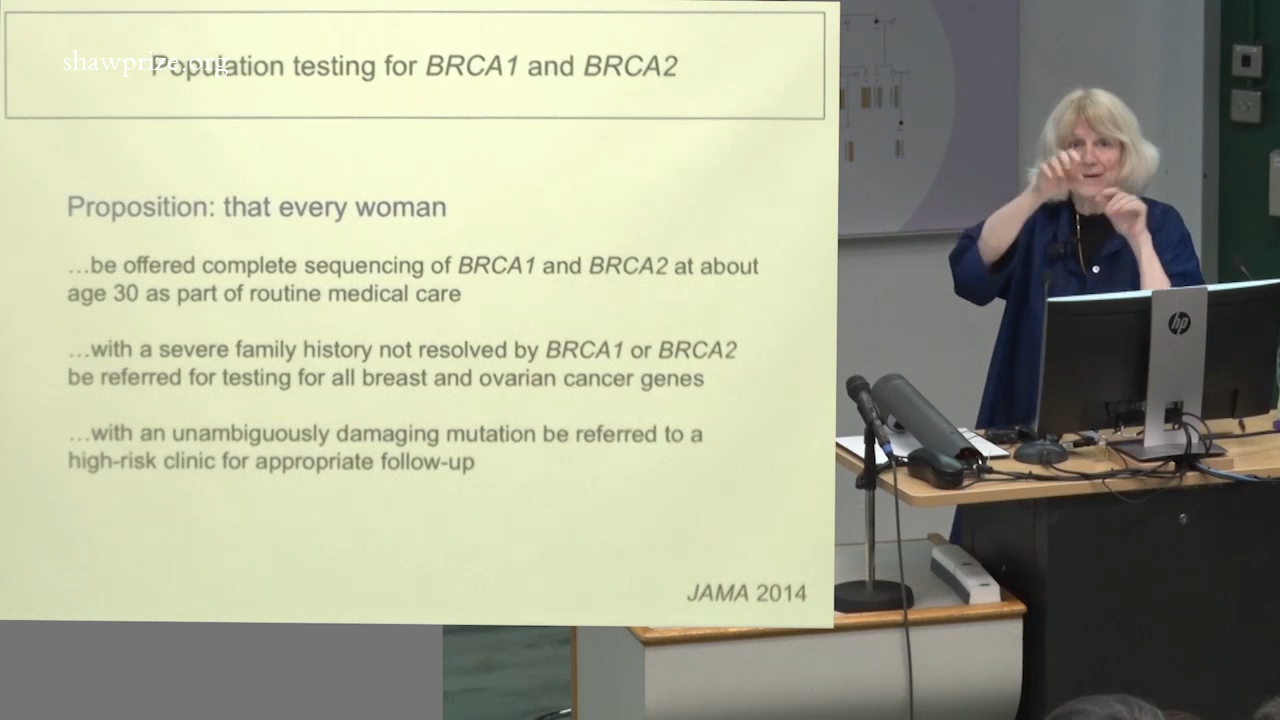 shawprize.org
Population testing for BRCA1 and BRCA2
Proposition: that every woman
…be offered complete sequencing of BRCA1 and BRCA2 at about
age 30 as part of routine medical care
…with a severe family history not resolved by BRCA1 or BRCA2
be referred for testing for all breast and ovarian cancer genes
…with an unambiguously damaging mutation be referred to a
high-risk clinic for appropriate follow-up
JAMA 2014
hp